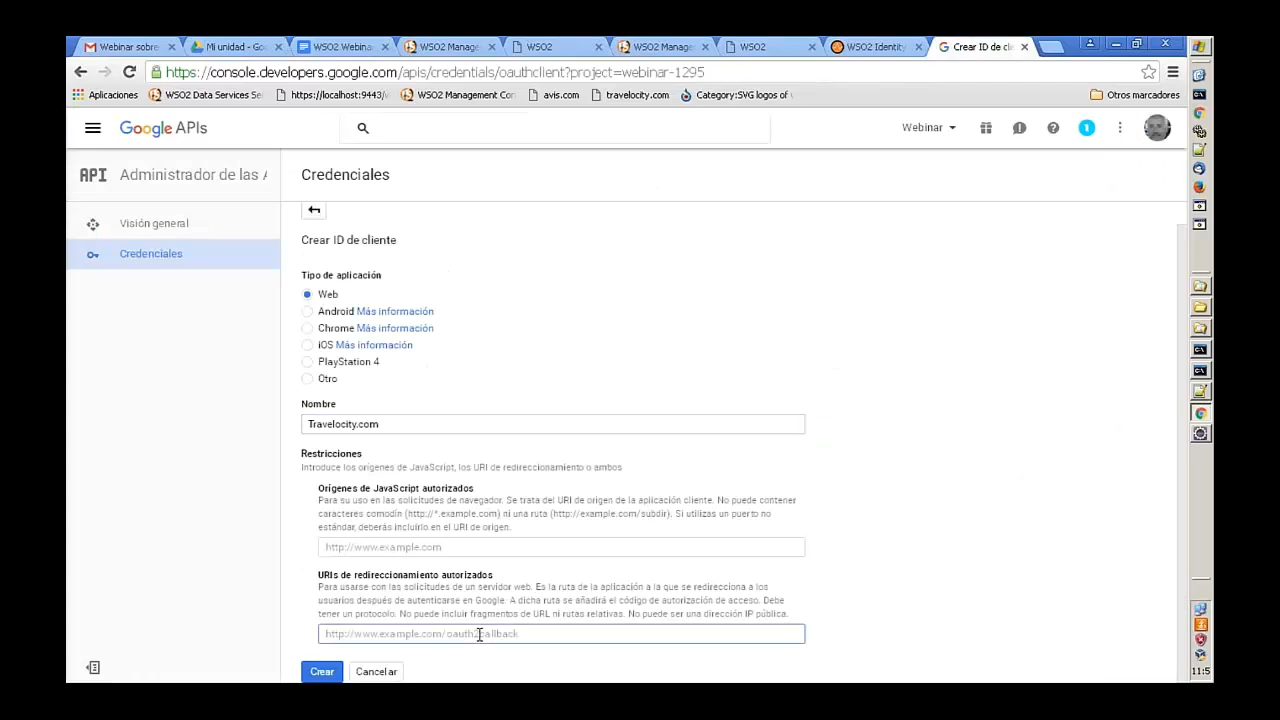 Webinar sobre
Mi unidad - Go
WSO2 Webina
WSO2 Manage
WSO2
WSO2 Manage
WSO2
WSO2 Identity
Crear ID de cli
https://console.developers.google.com/apis/credentials/oauthclient?project=webinar-1295
Aplicaciones
WSO2 Data Services Se
https://localhost:9443/
WSO2 Management Co
avis.com
travelocity.com
Category:SVG logos of
Otros marcadores
Google APIs
Webinar
1
API
Administrador de las A
Credenciales
Visión general
Credenciales
Crear ID de cliente
Tipo de aplicación
Web
Android Más información
Chrome Más información
iOS Más información
PlayStation 4
Otro
Nombre
Travelocity.com
Restricciones
Introduce los orígenes de JavaScript, los URI de redireccionamiento o ambos
Orígenes de JavaScript autorizados
Para su uso en las solicitudes de navegador. Se trata del URI de origen de la aplicación cliente. No puede contener
caracteres comodín (http://*.example.com) ni una ruta (http://example.com/subdir). Si utilizas un puerto no
estándar, deberás incluirlo en el URI de origen.
http://www.example.com
URIs de redireccionamiento autorizados
Para usarse con las solicitudes de un servidor web. Es la ruta de la aplicación a la que se redirecciona a los
usuarios después de autenticarse en Google. A dicha ruta se añadirá el código de autorización de acceso. Debe
tener un protocolo. No puede incluir fragmentos de URL ni rutas relativas. No puede ser una dirección IP pública.
http://www.example.com/oauth2callback
Crear
Cancelar
11:5